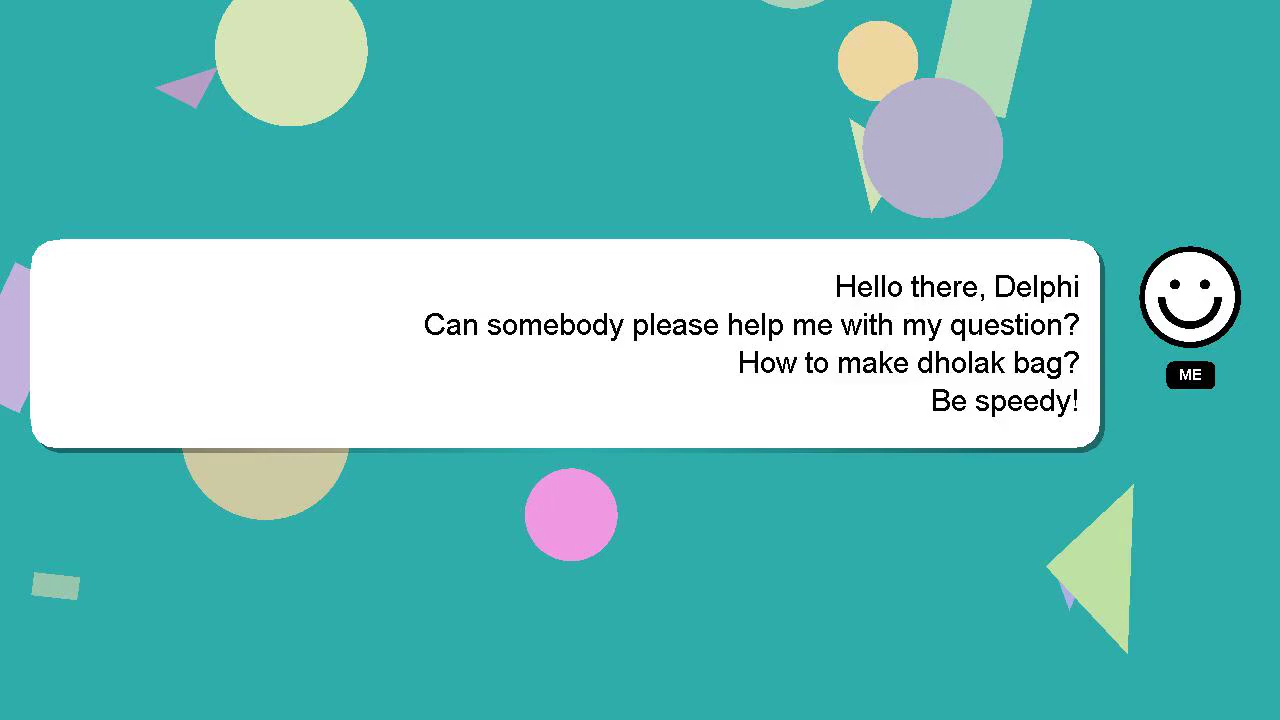 Hello there, Delphi
Can somebody please help me with my question?
How to make dholak bag?
Be speedy!
ME